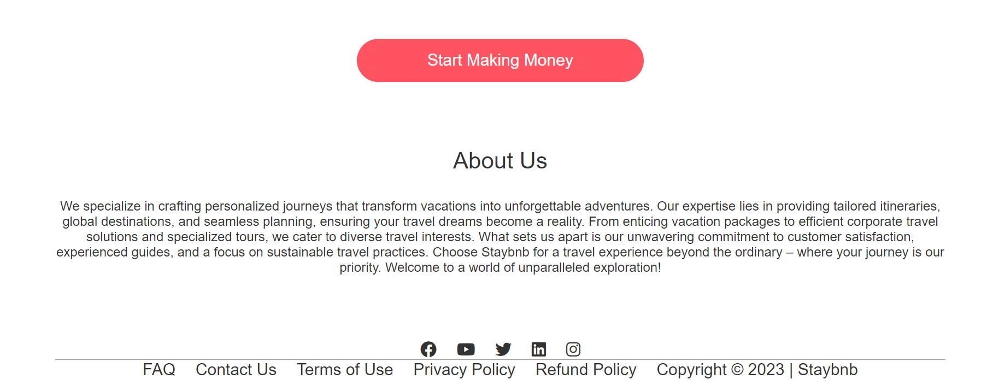 Start Making Money
About Us
We specialize in crafting personalized journeys that transform vacations into unforgettable adventures. Our expertise lies in providing tailored itineraries,
global destinations, and seamless planning, ensuring your travel dreams become a reality. From enticing vacation packages to efficient corporate travel
solutions and specialized tours, we cater to diverse travel interests. What sets us apart is our unwavering commitment to customer satisfaction,
experienced guides, and a focus on sustainable travel practices. Choose Staybnb for a travel experience beyond the ordinary – where your journey is our
priority. Welcome to a world of unparalleled exploration!
FAQ Contact Us Terms of Use Privacy Policy Refund Policy Copyright © 2023 | Staybnb